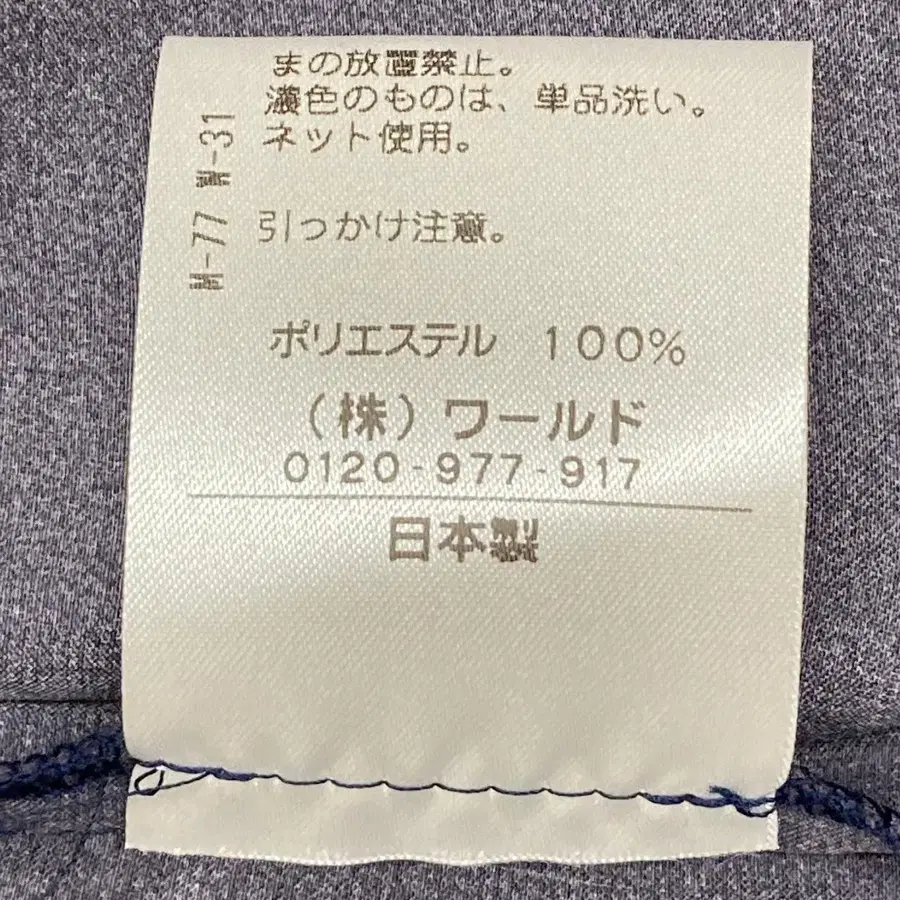 まの放置禁止。
濃色のものは、単品洗い。
ネット使用。
引っかけ注意。
M-77 W-31
ポリエステル 100%
(株)ワールド
0120-977-917
日本製